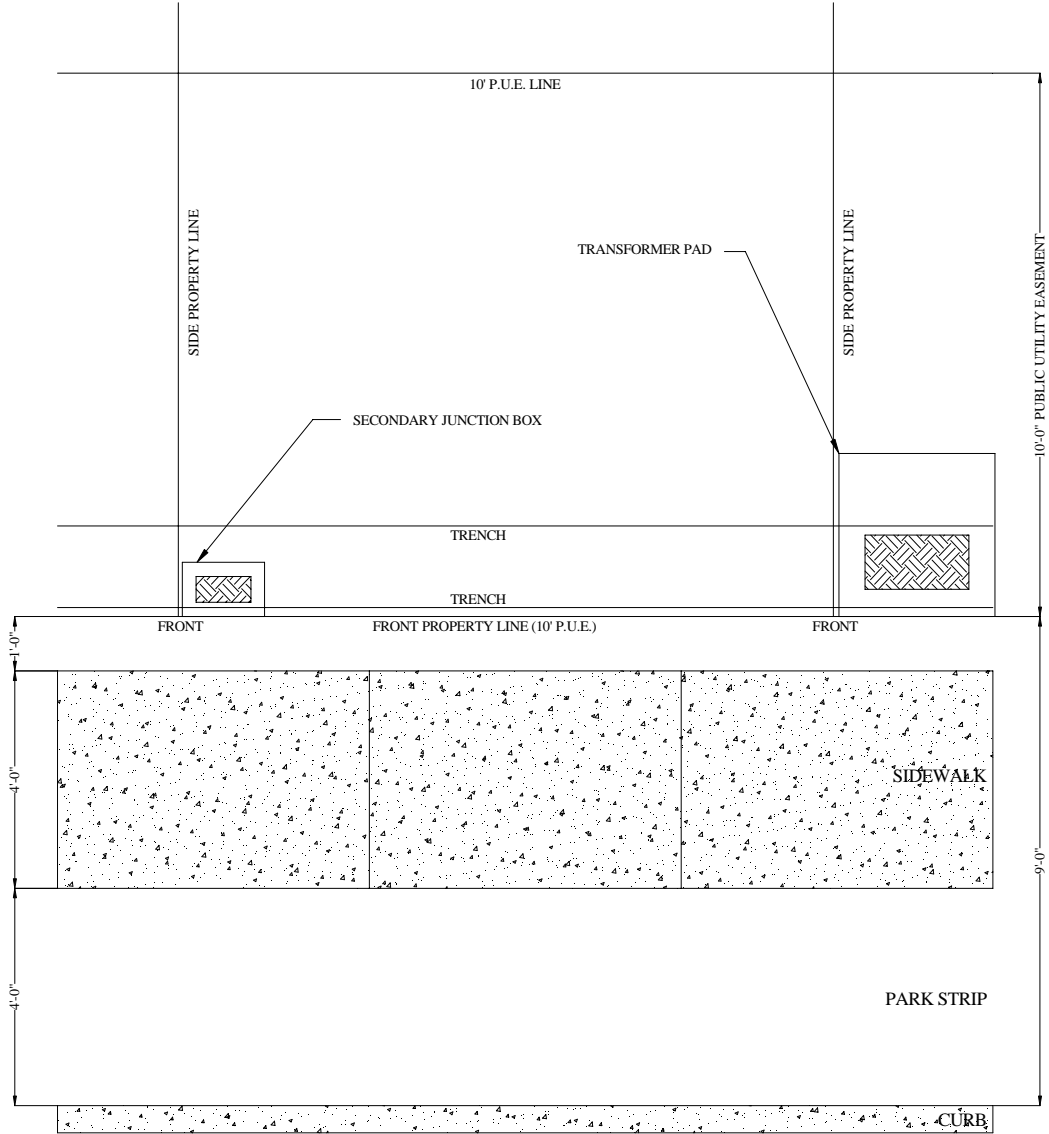 10' P.U.E. LINE
SIDE PROPERTY LINE
TRANSFORMER PAD
SIDE PROPERTY LINE
10'-0" PUBLIC UTILITY EASEMENT
SECONDARY JUNCTION BOX
TRENCH
TRENCH
FRONT
FRONT PROPERTY LINE (10' P.U.E.)
FRONT
1'-0"
4'-0"
SIDEWALK
9'-0"
4'-0"
PARK STRIP
CURB